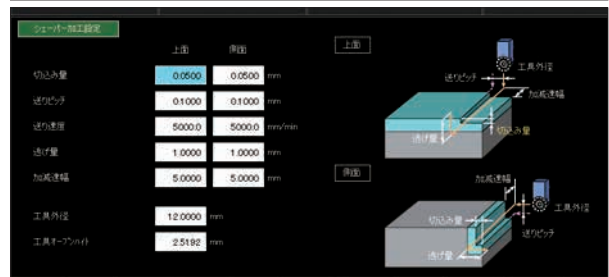 シェーパー加工設定
上面 側面
切込み量 0.0500 0.0500 mm
送りピッチ 0.1000 0.1000 mm
送り速度 5000.0 5000.0 mm/min
逃げ量 1.0000 1.0000 mm
加減速幅 5.0000 5.0000 mm
工具外径 12.0000 mm
工具オープンハイト 2.5192 mm
上面
工具外径
送りピッチ
加減速幅
切込み量
逃げ量
側面
加減速幅
工具外径
切込み量
送りピッチ
逃げ量